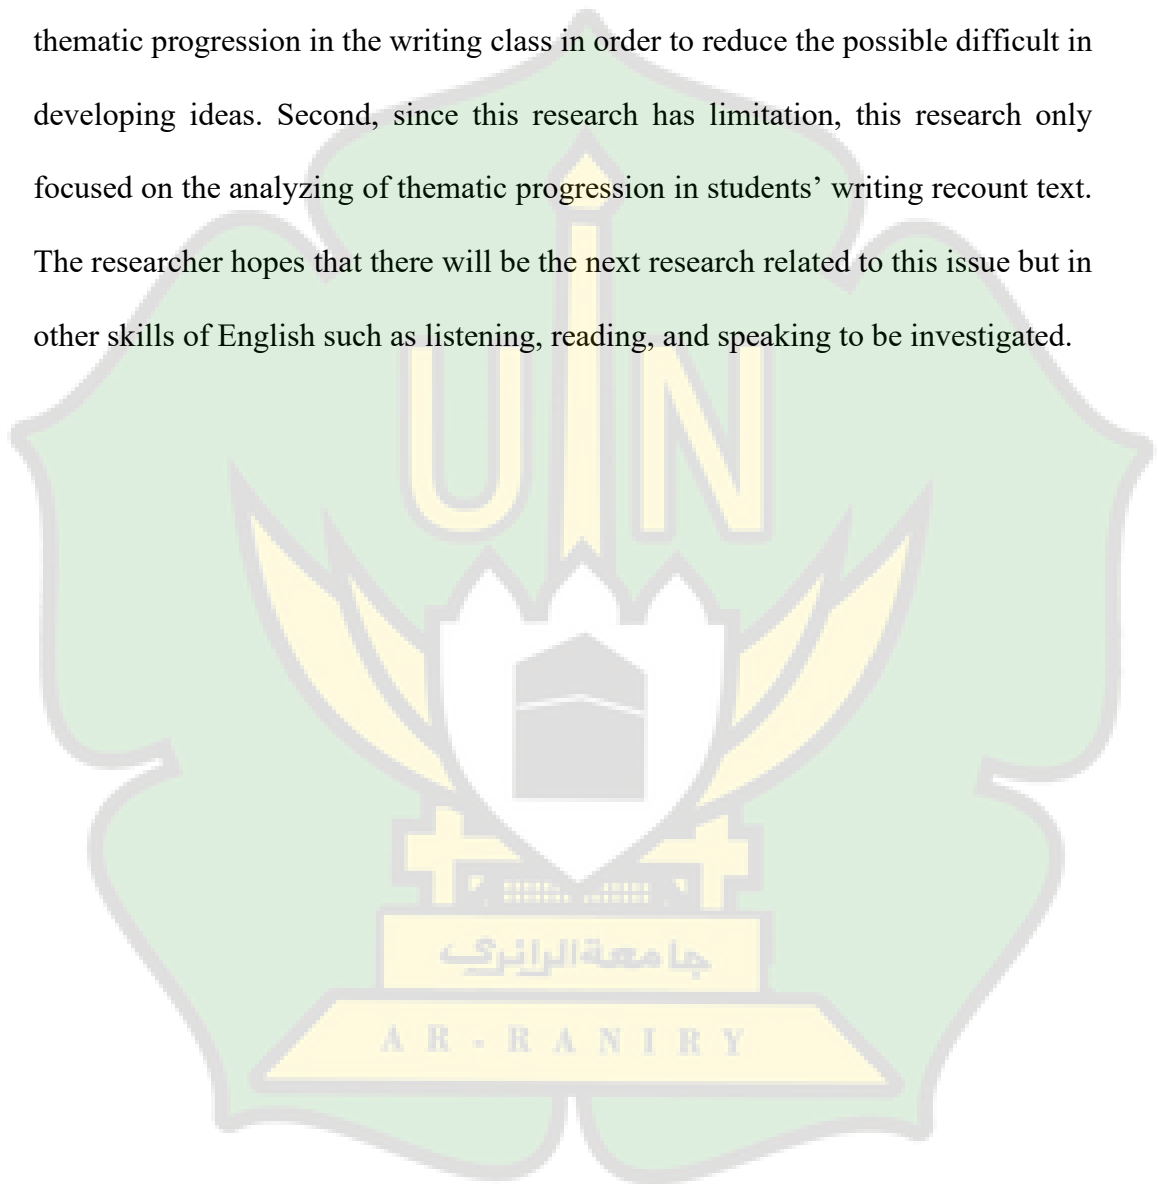 thematic progression in the writing class in order to reduce the possible difficult in
developing ideas. Second, since this research has limitation, this research only
focused on the analyzing of thematic progression in students’ writing recount text.
The researcher hopes that there will be the next research related to this issue but in
other skills of English such as listening, reading, and speaking to be investigated.
UIN
جامعة الرانري
AR-RANIRY